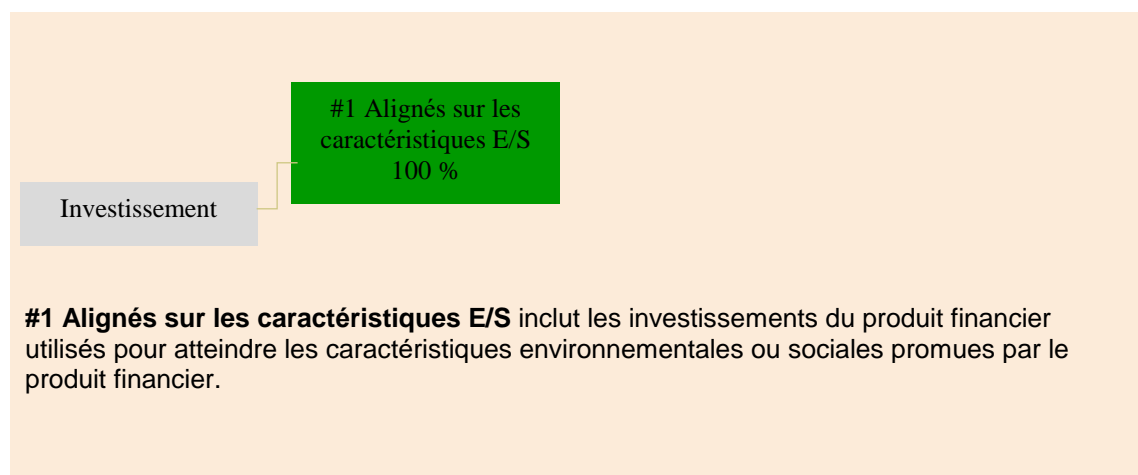 #1 Alignés sur les
caractéristiques E/S
100 %
Investissement
#1 Alignés sur les caractéristiques E/S inclut les investissements du produit financier
utilisés pour atteindre les caractéristiques environnementales ou sociales promues par le
produit financier.